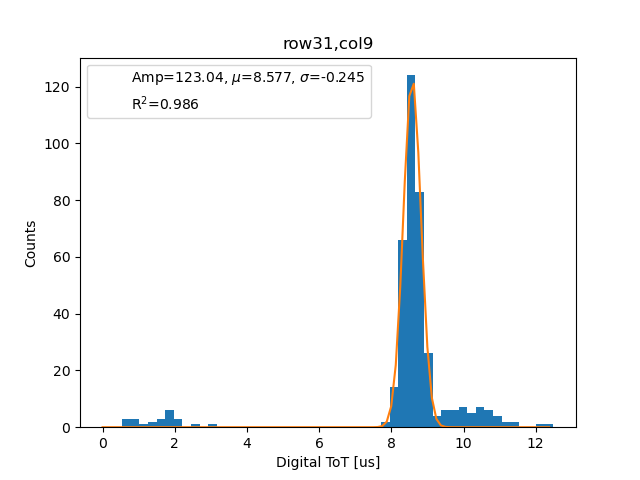 row31,col9
Amp=123.04, μ=8.577, σ=-0.245
R²=0.986
120
100
80
60
40
20
0
Counts
0 2 4 6 8 10 12
Digital ToT [us]